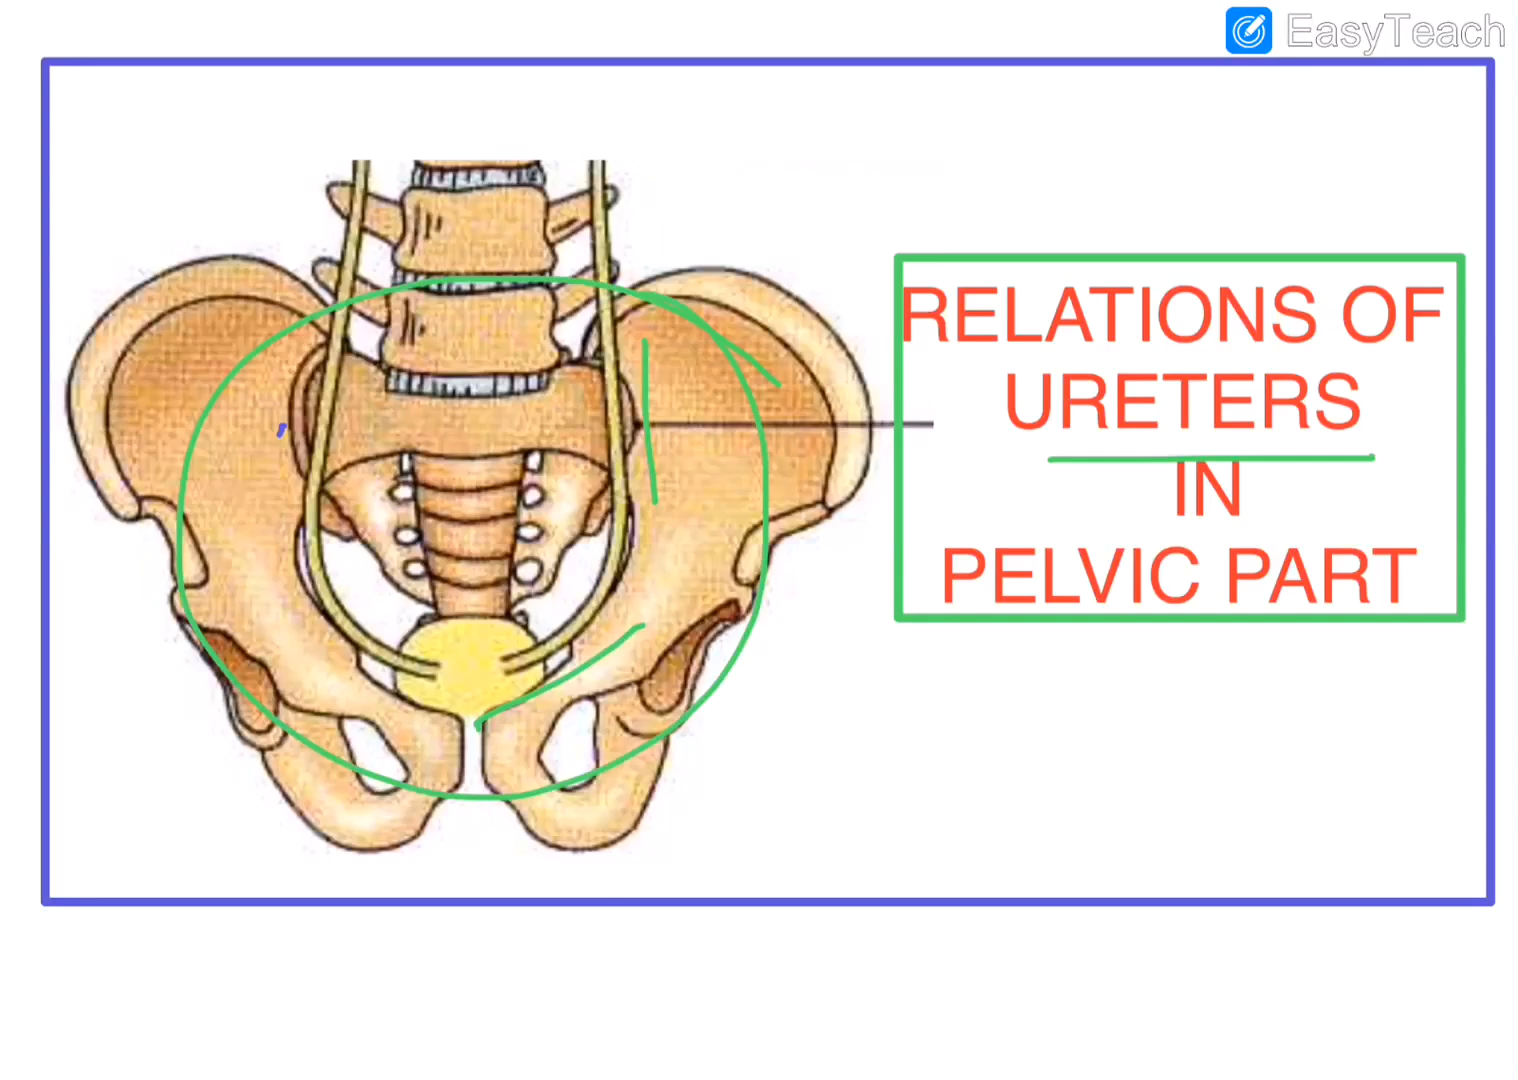 EasyTeach
RELATIONS OF
URETERS
IN
PELVIC PART